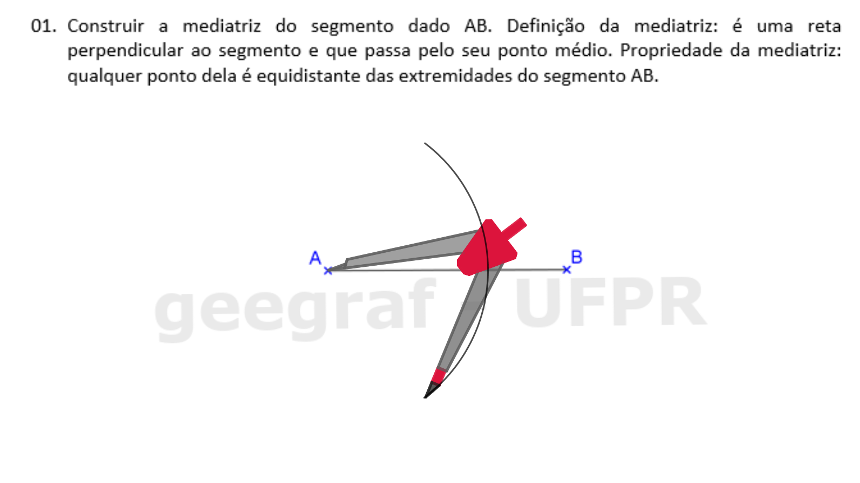 01. Construir a mediatriz do segmento dado AB. Definição da mediatriz: é uma reta
perpendicular ao segmento e que passa pelo seu ponto médio. Propriedade da mediatriz:
qualquer ponto dela é equidistante das extremidades do segmento AB.
A
B
geegraf UFPR